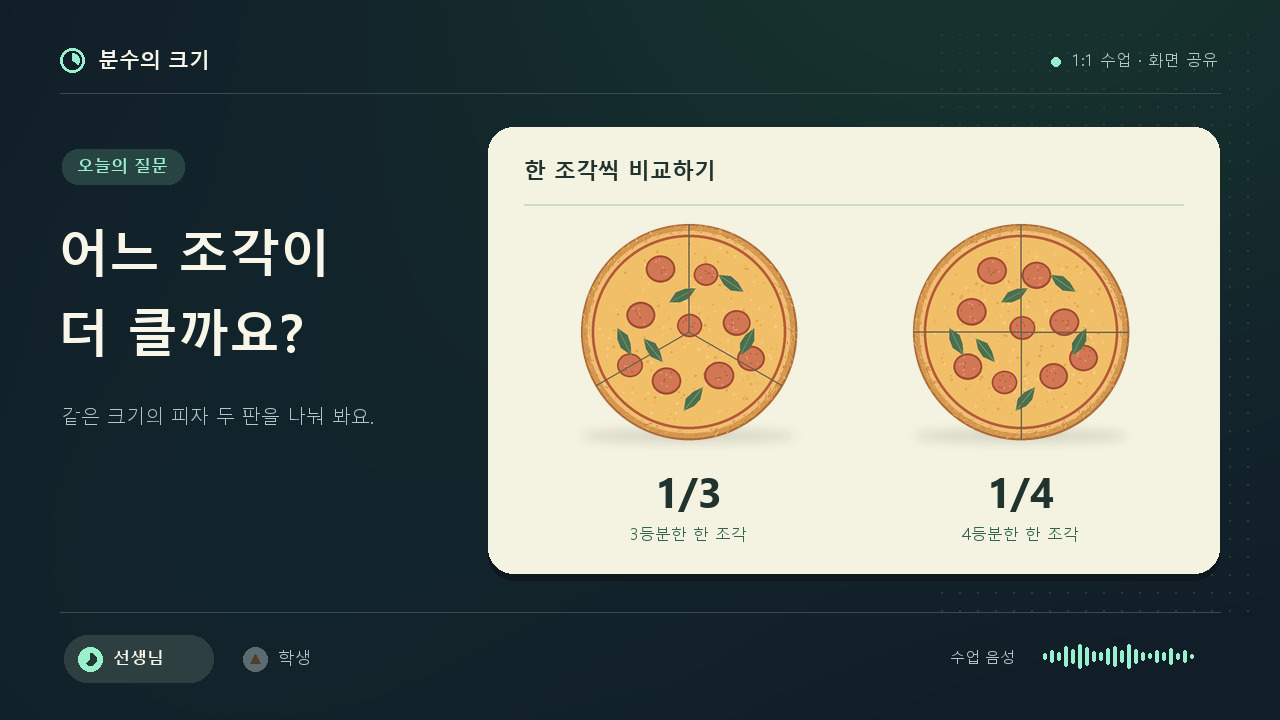 분수의 크기
1:1 수업 · 화면 공유
오늘의 질문
어느 조각이
더 클까요?
같은 크기의 피자 두 판을 나눠 봐요.
한 조각씩 비교하기
1/3
3등분한 한 조각
1/4
4등분한 한 조각
선생님
학생
수업 음성